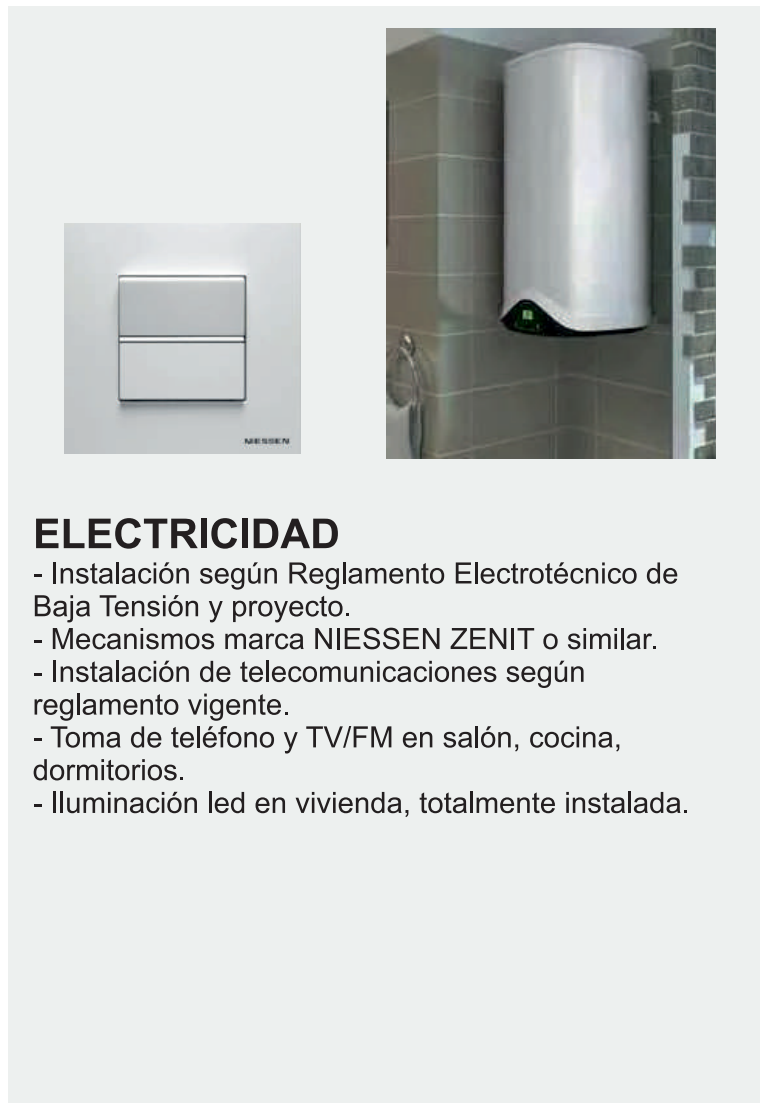 NIESSEN
ELECTRICIDAD
- Instalación según Reglamento Electrotécnico de
Baja Tensión y proyecto.
- Mecanismos marca NIESSEN ZENIT o similar.
- Instalación de telecomunicaciones según
reglamento vigente.
- Toma de teléfono y TV/FM en salón, cocina,
dormitorios.
- Iluminación led en vivienda, totalmente instalada.